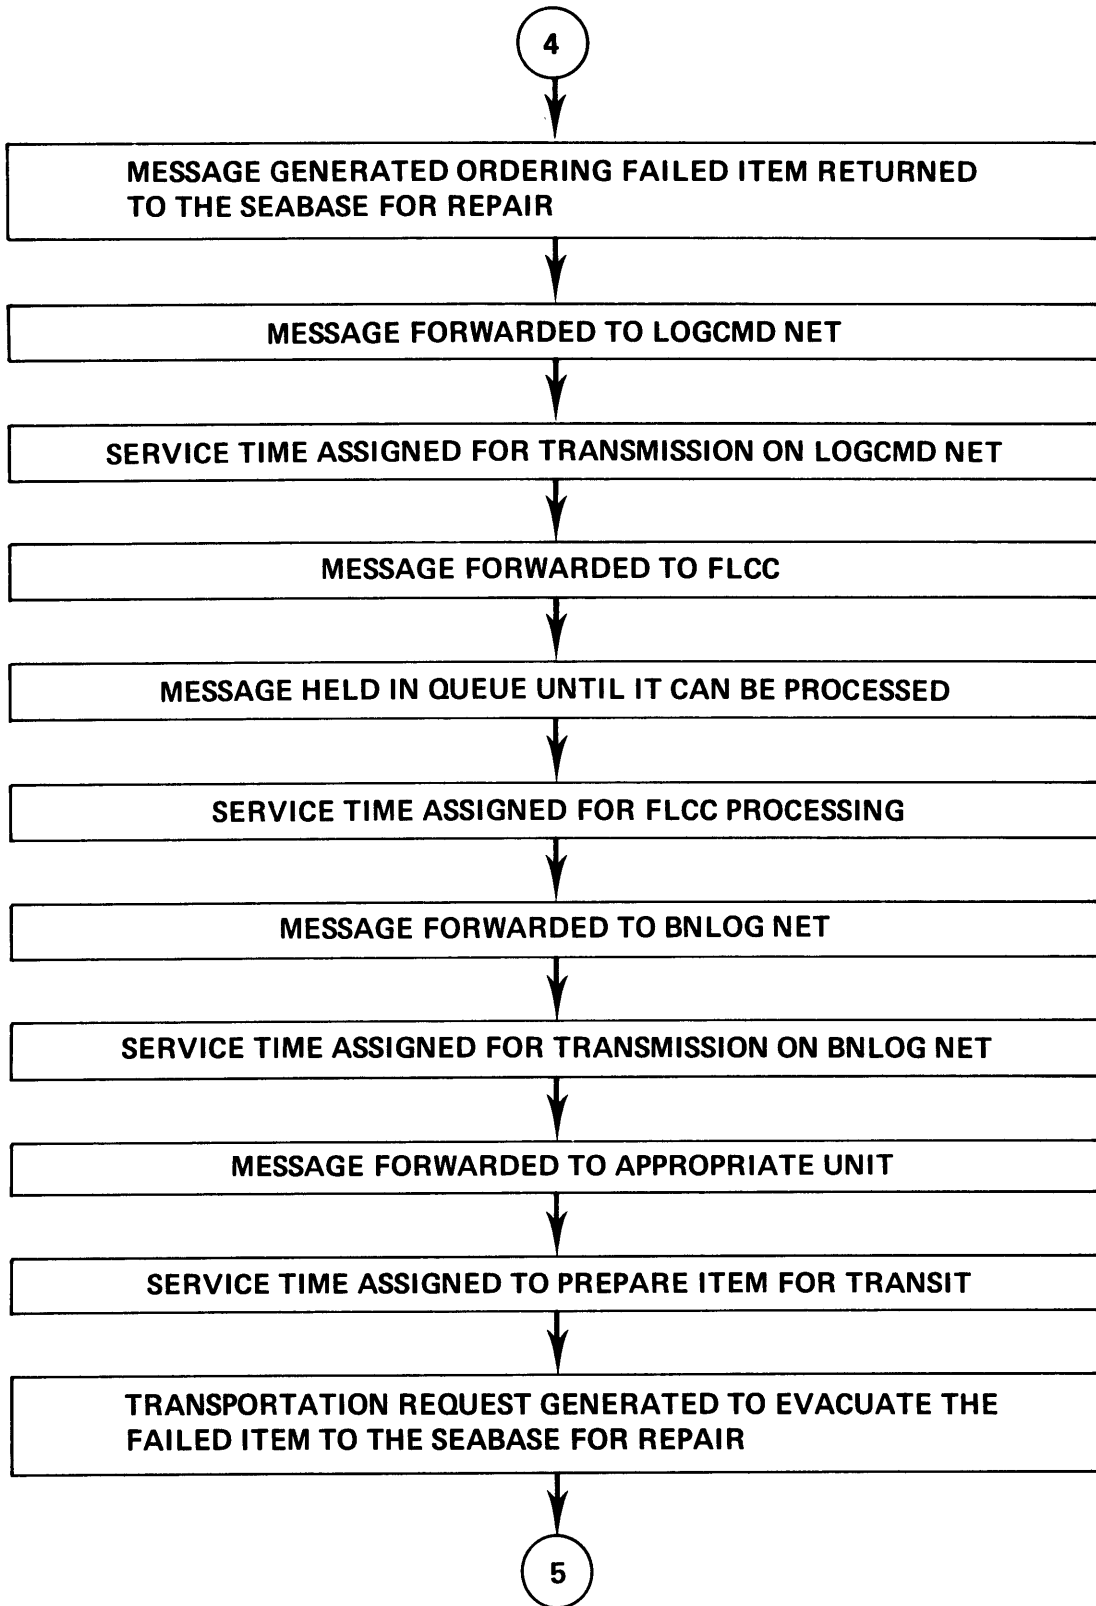 4
MESSAGE GENERATED ORDERING FAILED ITEM RETURNED
TO THE SEABASE FOR REPAIR
MESSAGE FORWARDED TO LOGCMD NET
SERVICE TIME ASSIGNED FOR TRANSMISSION ON LOGCMD NET
MESSAGE FORWARDED TO FLCC
MESSAGE HELD IN QUEUE UNTIL IT CAN BE PROCESSED
SERVICE TIME ASSIGNED FOR FLCC PROCESSING
MESSAGE FORWARDED TO BNLOG NET
SERVICE TIME ASSIGNED FOR TRANSMISSION ON BNLOG NET
MESSAGE FORWARDED TO APPROPRIATE UNIT
SERVICE TIME ASSIGNED TO PREPARE ITEM FOR TRANSIT
TRANSPORTATION REQUEST GENERATED TO EVACUATE THE
FAILED ITEM TO THE SEABASE FOR REPAIR
5